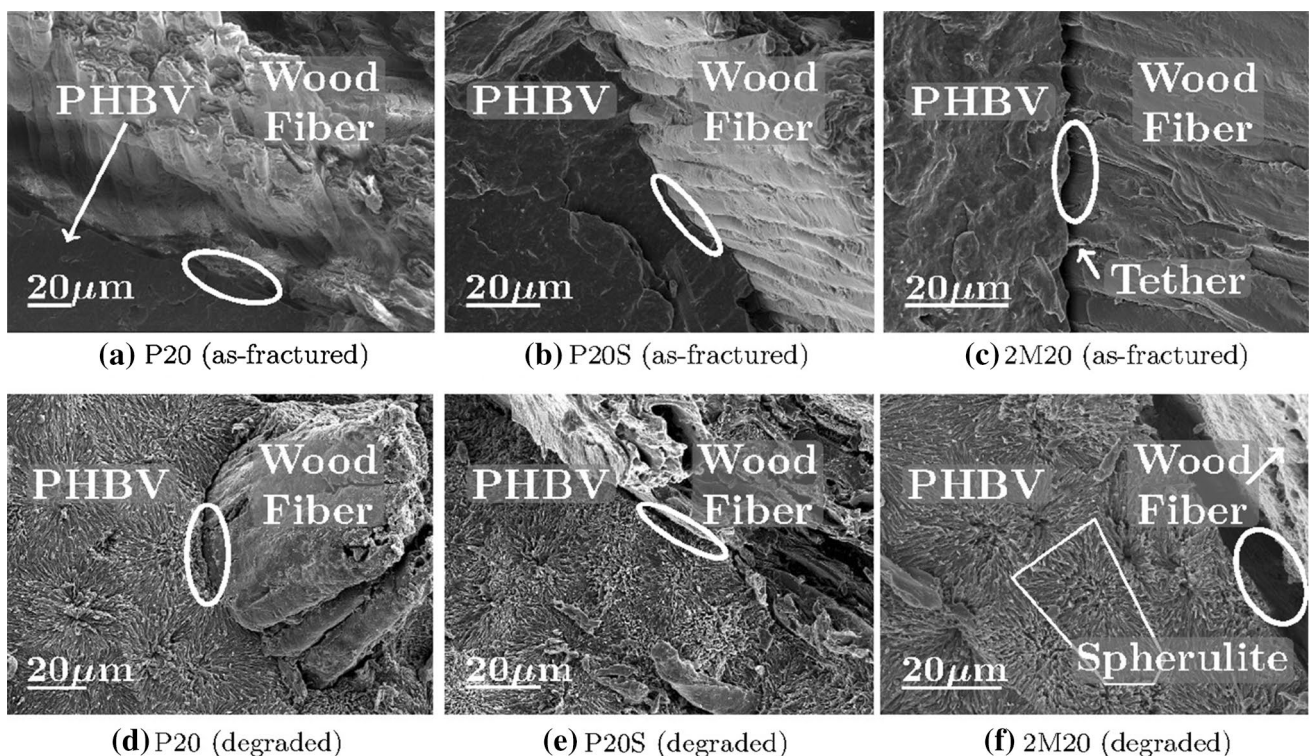 PHBV
Wood
Fiber
20μm
(a) P20 (as-fractured)
PHBV
Wood
Fiber
20μm
(b) P20S (as-fractured)
PHBV
Wood
Fiber
Tether
20μm
(c) 2M20 (as-fractured)
PHBV
Wood
Fiber
20μm
(d) P20 (degraded)
PHBV
Wood
Fiber
20μm
(e) P20S (degraded)
PHBV
Wood
Fiber
Spherulite
20μm
(f) 2M20 (degraded)